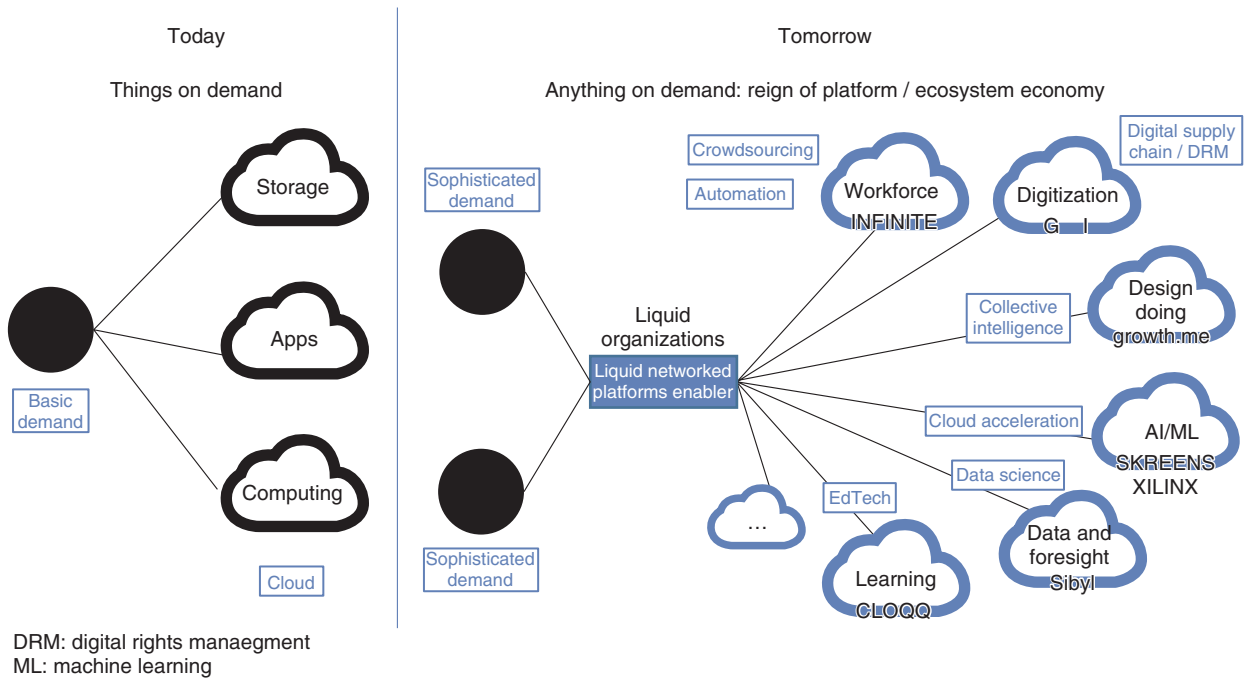 Today
Things on demand
Storage
Apps
Computing
Basic
demand
Cloud
Tomorrow
Anything on demand: reign of platform / ecosystem economy
Sophisticated
demand
Sophisticated
demand
Liquid
organizations
Liquid networked
platforms enabler
Crowdsourcing
Automation
Workforce
INFINITE
Digitization
G I
Digital supply
chain / DRM
Collective
intelligence
Design
doing
growth.me
Cloud acceleration
AI/ML
SKREENS
XILINX
Data science
Data and
foresight
Sibyl
EdTech
Learning
CLOQQ
...
DRM: digital rights manaegment
ML: machine learning